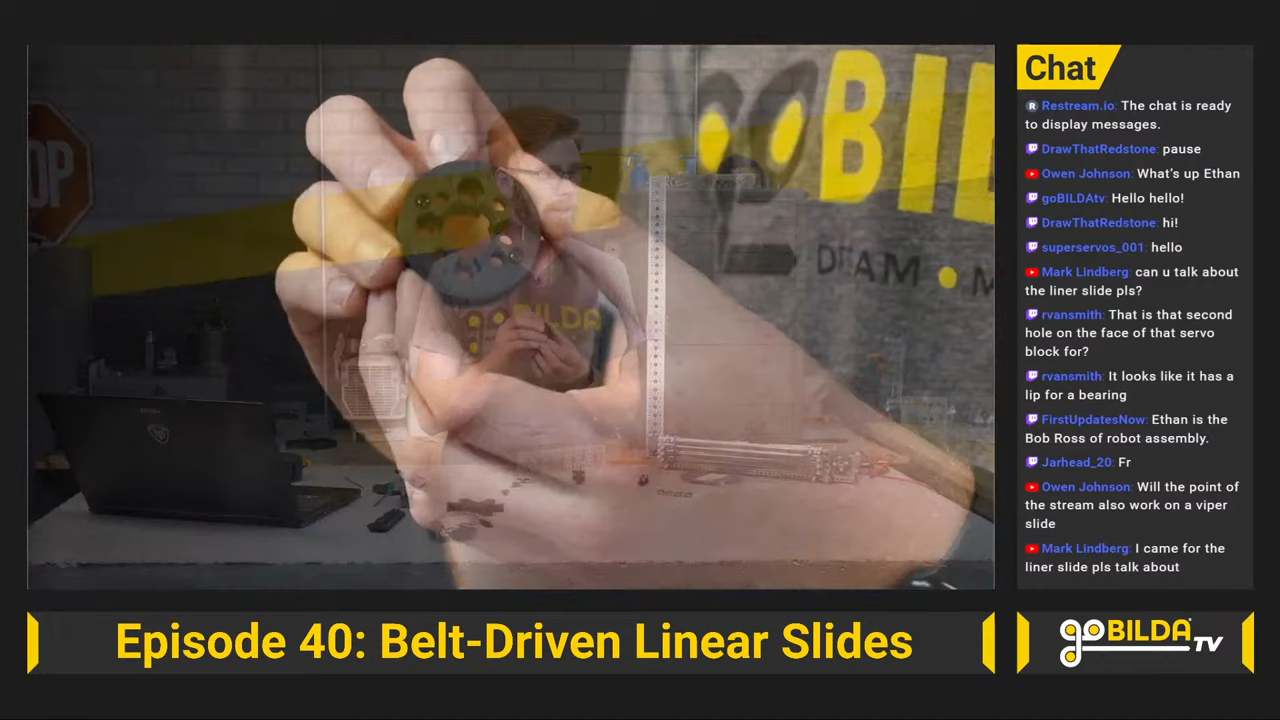 OP
BIL
DREAM • M
BILDA
Chat
R Restream.io: The chat is ready
to display messages.
DrawThatRedstone: pause
Owen Johnson: What's up Ethan
goBILDAtv: Hello hello!
DrawThatRedstone: hi!
superservos_001: hello
Mark Lindberg: can u talk about
the liner slide pls?
rvansmith: That is that second
hole on the face of that servo
block for?
rvansmith: It looks like it has a
lip for a bearing
FirstUpdatesNow: Ethan is the
Bob Ross of robot assembly.
Jarhead_20: Fr
Owen Johnson: Will the point of
the stream also work on a viper
slide
Mark Lindberg: I came for the
liner slide pls talk about
Episode 40: Belt-Driven Linear Slides
goBILDA TV